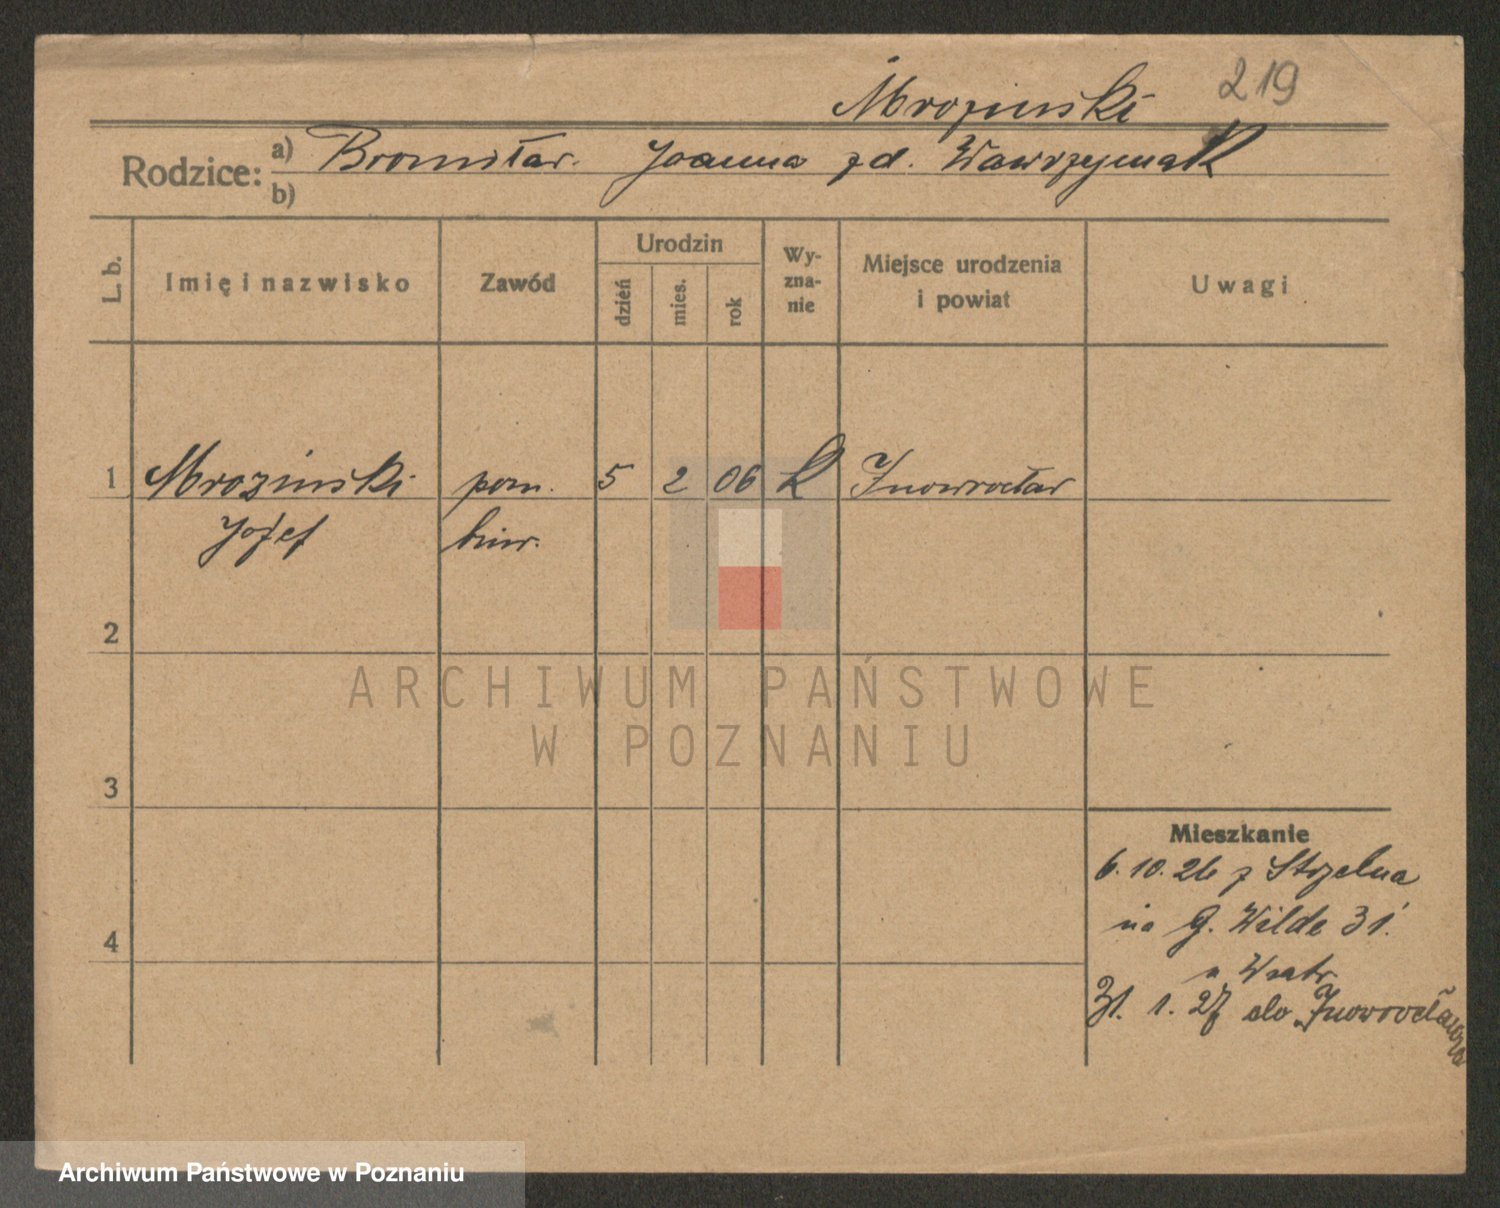 Mrozinski 219
Rodzice: a) Bronisław. Joanna zd. Wawrzyniak
b)
L. b. Imię i nazwisko Zawód Urodzin dzień mies. rok Wy-zna-nie Miejsce urodzenia i powiat Uwagi
1 Mrozinski pom. 5 2 06 k Inowrocław
Józef biur.
2
3
Mieszkanie
6. 10. 26 z Strzelna
na G. Wilde 31.
4
u
31. 1. 27 do Inowrocławia
ARCHIWUM PAŃSTWOWE
W POZNANIU
Archiwum Państwowe w Poznaniu